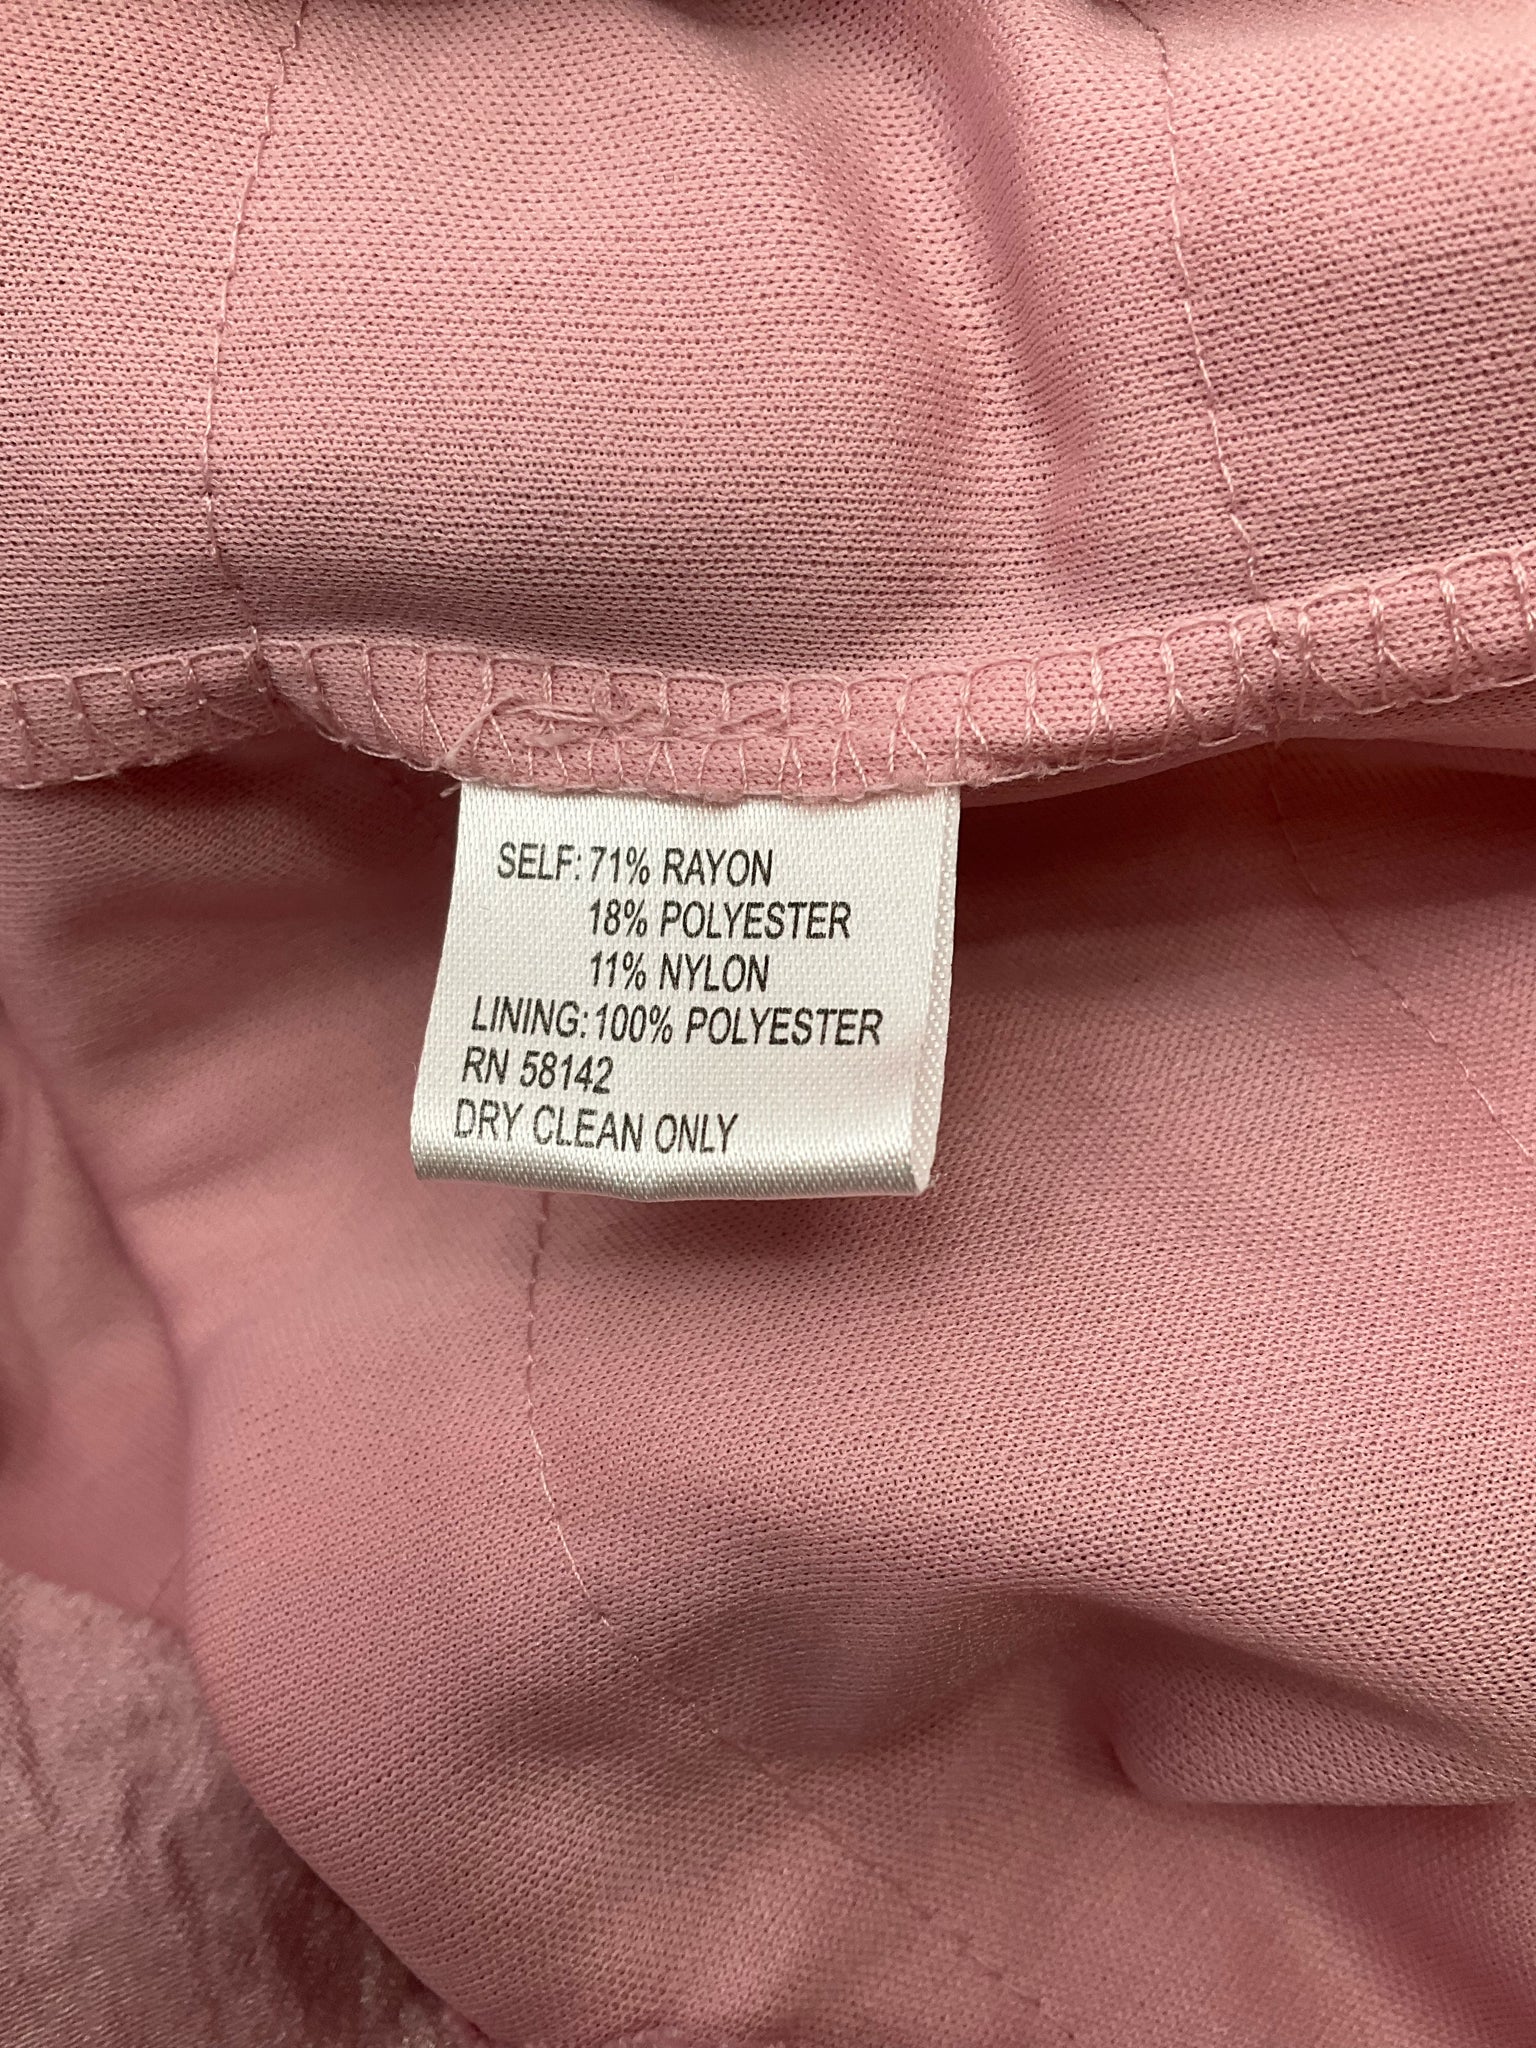 SELF: 71% RAYON
18% POLYESTER
11% NYLON
LINING: 100% POLYESTER
RN 58142
DRY CLEAN ONLY